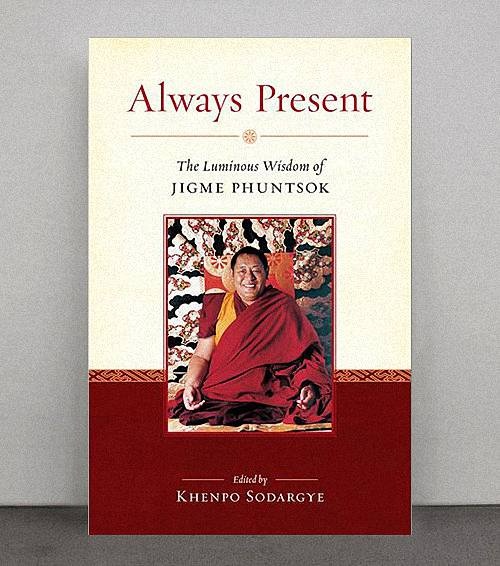 Always Present
The Luminous Wisdom of
JIGME PHUNTSOK
Edited by
KHENPO SODARGYE